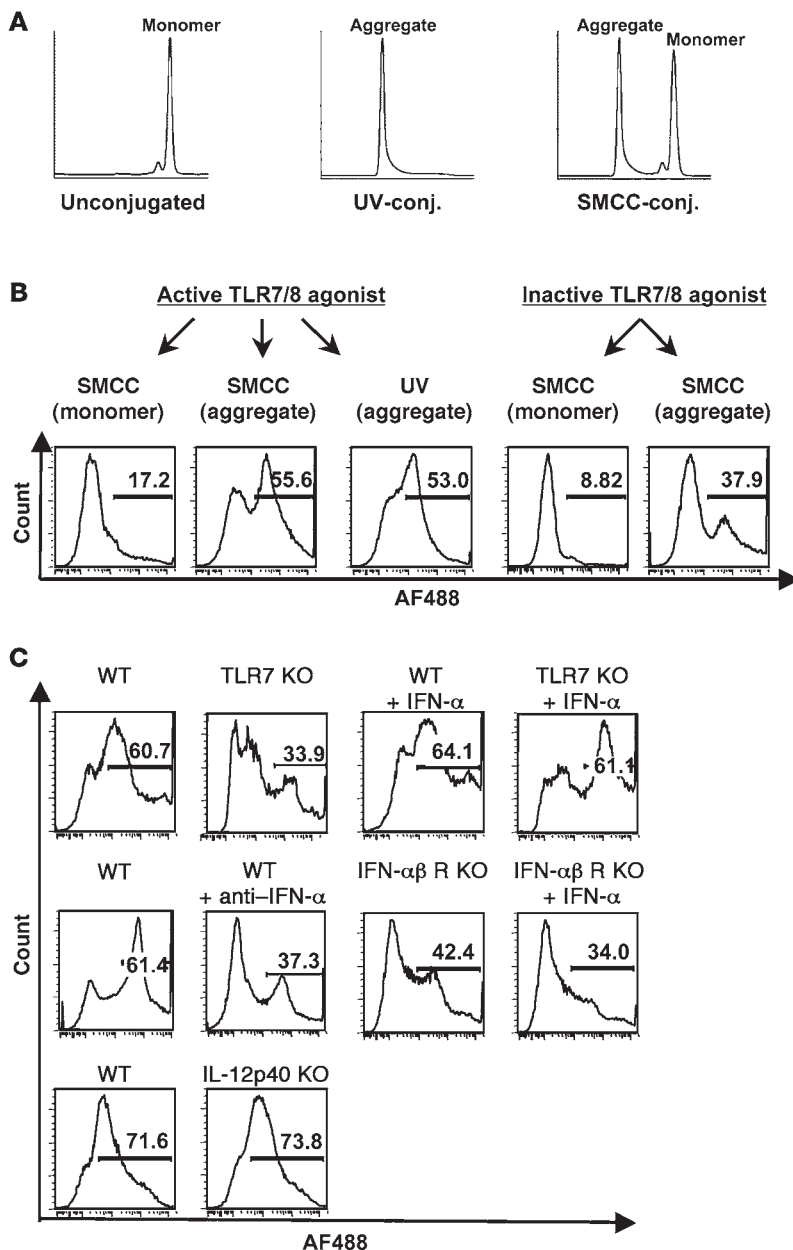 A
Monomer
Aggregate
Aggregate
Monomer
Unconjugated
UV-conj.
SMCC-conj.
B
Active TLR7/8 agonist
Inactive TLR7/8 agonist
SMCC
(monomer)
SMCC
(aggregate)
UV
(aggregate)
SMCC
(monomer)
SMCC
(aggregate)
17.2
55.6
53.0
8.82
37.9
Count
AF488
C
WT
TLR7 KO
WT
+ IFN-α
TLR7 KO
+ IFN-α
60.7
33.9
64.1
61.1
WT
WT
+ anti–IFN-α
IFN-αβ R KO
IFN-αβ R KO
+ IFN-α
61.4
37.3
42.4
34.0
Count
WT
IL-12p40 KO
71.6
73.8
AF488